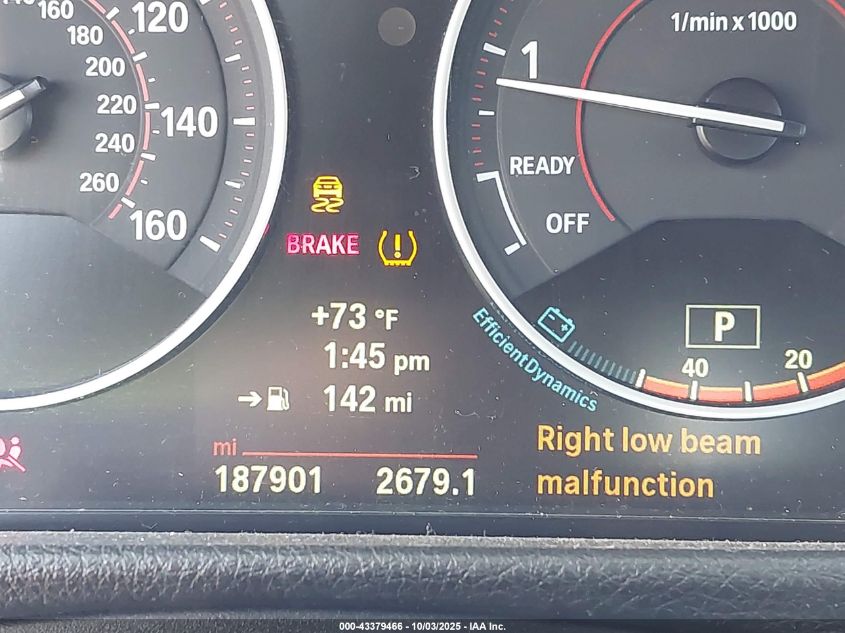 140
160
180
200
220
240
260
120
140
160
1/min x 1000
1
READY
OFF
BRAKE
+73 °F
1:45 pm
142 mi
EfficientDynamics
P
40
20
mi
187901 2679.1
Right low beam
malfunction
000-43379466 - 10/03/2025 - IAA Inc.